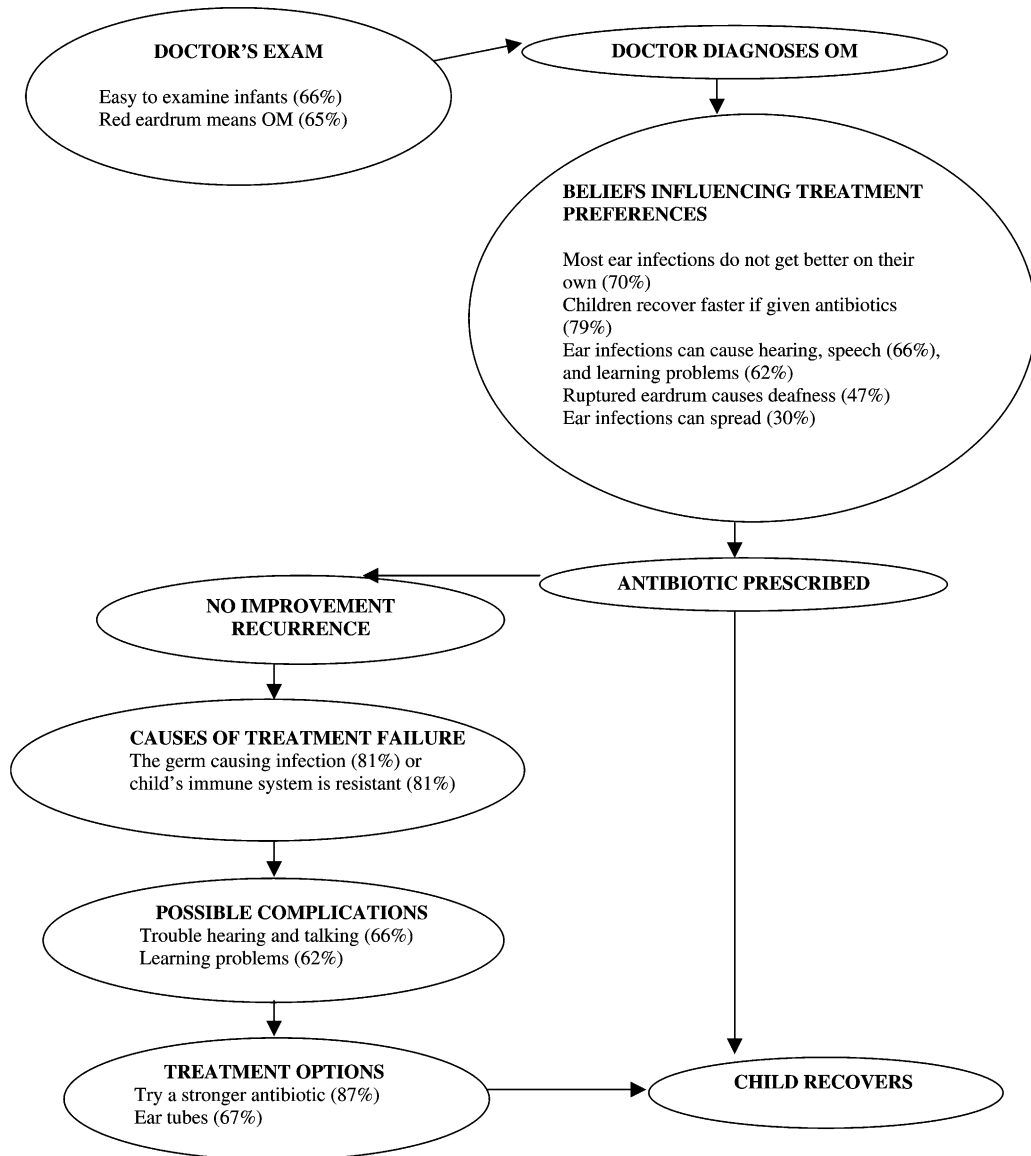 DOCTOR’S EXAM
Easy to examine infants (66%)
Red eardrum means OM (65%)
DOCTOR DIAGNOSES OM
BELIEFS INFLUENCING TREATMENT
PREFERENCES
Most ear infections do not get better on their
own (70%)
Children recover faster if given antibiotics
(79%)
Ear infections can cause hearing, speech (66%),
and learning problems (62%)
Ruptured eardrum causes deafness (47%)
Ear infections can spread (30%)
ANTIBIOTIC PRESCRIBED
NO IMPROVEMENT
RECURRENCE
CAUSES OF TREATMENT FAILURE
The germ causing infection (81%) or
child’s immune system is resistant (81%)
POSSIBLE COMPLICATIONS
Trouble hearing and talking (66%)
Learning problems (62%)
TREATMENT OPTIONS
Try a stronger antibiotic (87%)
Ear tubes (67%)
CHILD RECOVERS